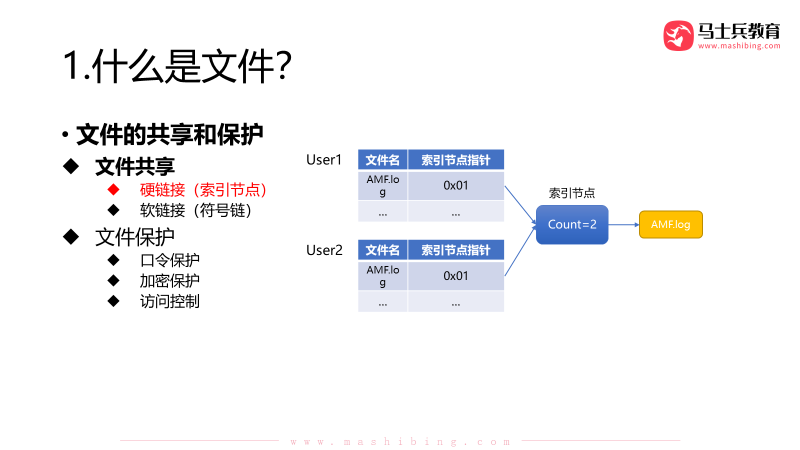 马士兵教育
www.mashibing.com
1.什么是文件？
• 文件的共享和保护
◆ 文件共享
◆ 硬链接（索引节点）
◆ 软链接（符号链）
◆ 文件保护
◆ 口令保护
◆ 加密保护
◆ 访问控制
User1
文件名 索引节点指针
AMF.lo
g
0x01
... ...
User2
文件名 索引节点指针
AMF.lo
g
0x01
... ...
索引节点
Count=2
AMF.log
www.mashibing.com